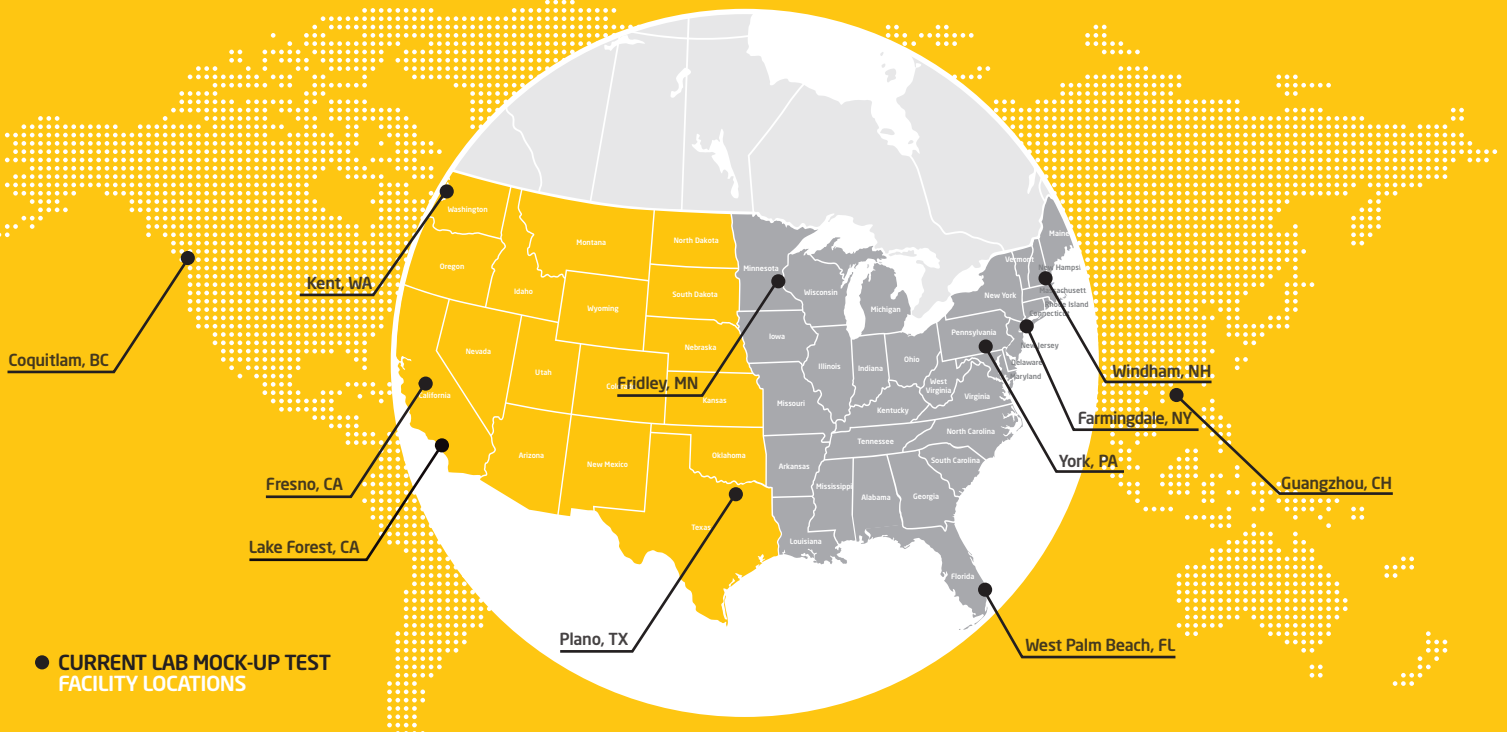 Washington
Oregon
Idaho
Montana
North Dakota
South Dakota
Wyoming
Nebraska
Nevada
Utah
Kansas
California
Arizona
New Mexico
Oklahoma
Texas
Minnesota
Wisconsin
Michigan
Iowa
Illinois
Indiana
Ohio
Missouri
Kentucky
West
Virginia
Virginia
Tennessee
North Carolina
South Carolina
Arkansas
Mississippi
Alabama
Georgia
Louisiana
Florida
Pennsylvania
New York
Vermont
Maine
New Hampsi
Massachusett
Rhode Island
Connecticut
New Jersey
Delaware
Maryland
Kent, WA
Coquitlam, BC
Fresno, CA
Lake Forest, CA
Fridley, MN
Plano, TX
Windham, NH
Farmingdale, NY
York, PA
Guangzhou, CH
West Palm Beach, FL
CURRENT LAB MOCK-UP TEST
FACILITY LOCATIONS